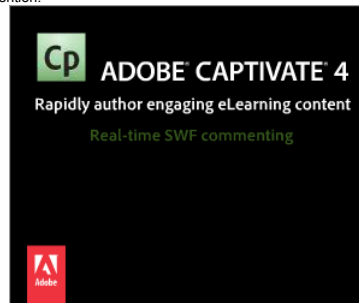 Cp
ADOBE® CAPTIVATE® 4
Rapidly author engaging eLearning content
Real-time SWF commenting
Adobe